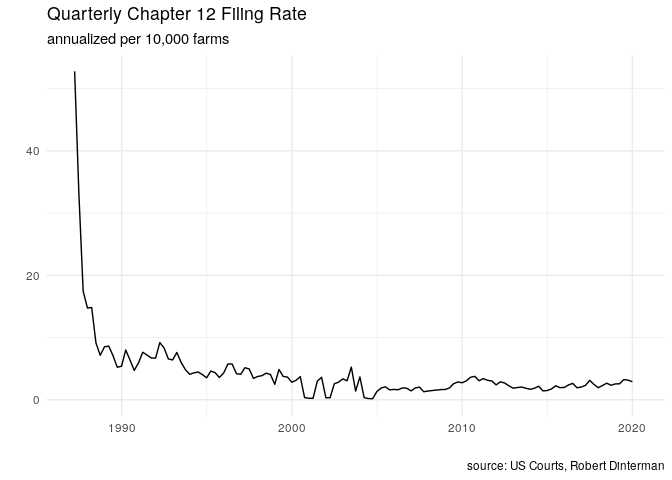 Quarterly Chapter 12 Filing Rate
annualized per 10,000 farms
40
20
0
1990
2000
2010
2020
source: US Courts, Robert Dinterman